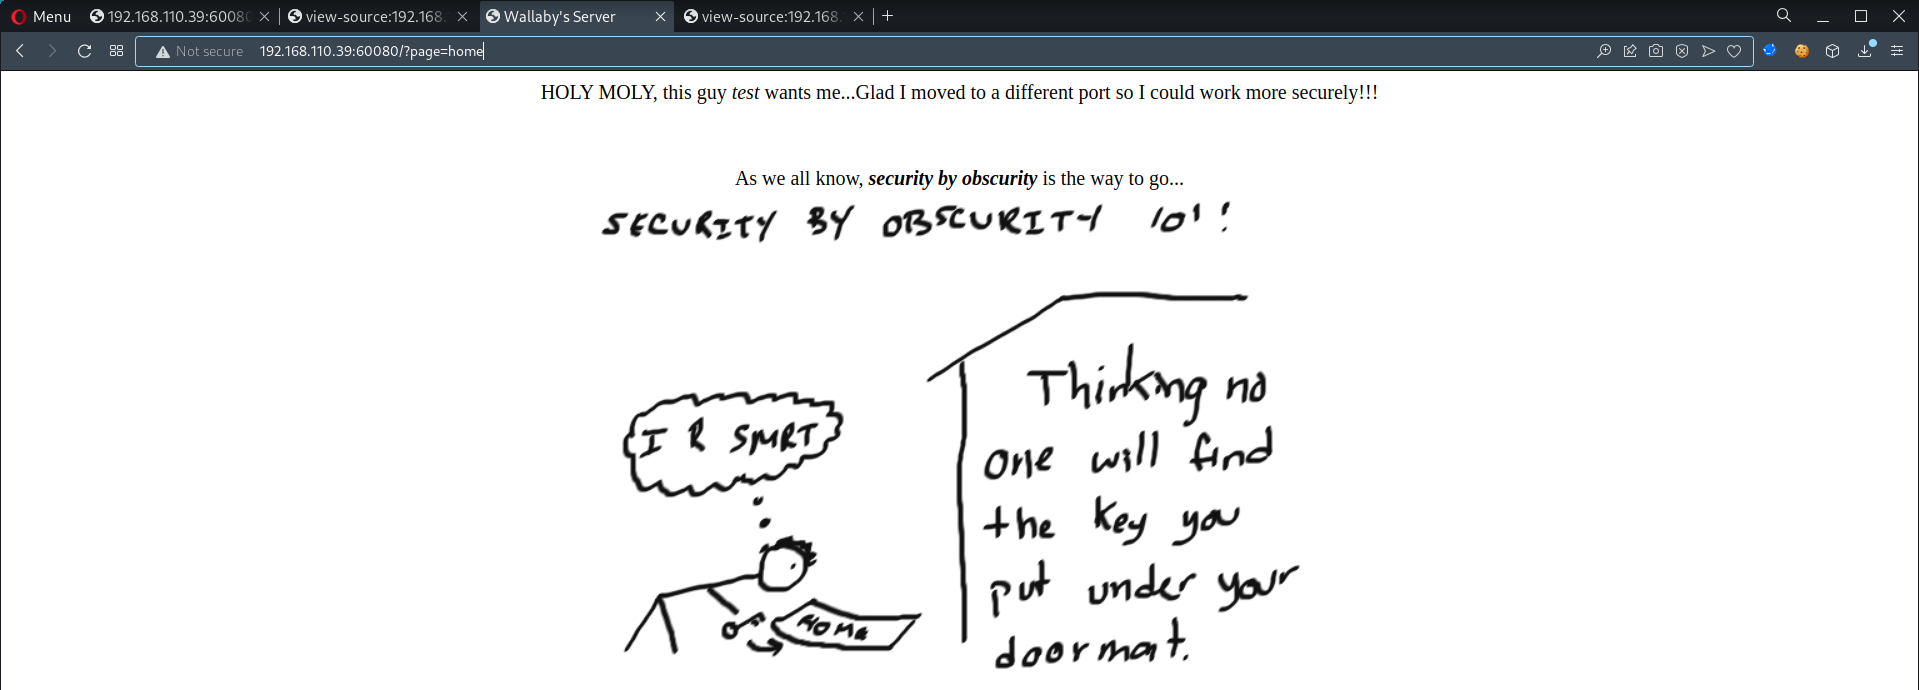 Menu 192.168.110.39:6008 view-source:192.168. Wallaby's Server view-source:192.168.
Not secure 192.168.110.39:60080/?page=home
HOLY MOLY, this guy test wants me...Glad I moved to a different port so I could work more securely!!!
As we all know, security by obscurity is the way to go...
SECURITY BY OBSCURITY 101!
I R SMRT
HOME
Thinking no
one will find
the key you
put under your
doormat.